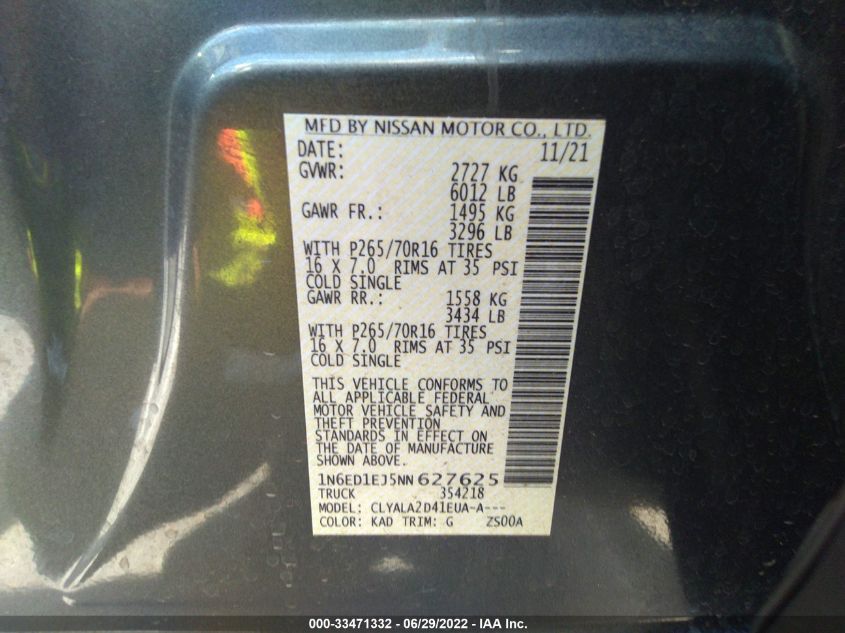 MFD BY NISSAN MOTOR CO., LTD.
DATE: 11/21
GVWR: 2727 KG
6012 LB
GAWR FR.: 1495 KG
3296 LB
WITH P265/70R16 TIRES
16 X 7.0 RIMS AT 35 PSI
COLD SINGLE
GAWR RR.: 1558 KG
3434 LB
WITH P265/70R16 TIRES
16 X 7.0 RIMS AT 35 PSI
COLD SINGLE
THIS VEHICLE CONFORMS TO
ALL APPLICABLE FEDERAL
MOTOR VEHICLE SAFETY AND
THEFT PREVENTION
STANDARDS IN EFFECT ON
THE DATE OF MANUFACTURE
SHOWN ABOVE.
1N6ED1EJ5NN 627625
TRUCK 354218
MODEL: CLYALA2D41EUA-A---
COLOR: KAD TRIM: G ZS00A
000-33471332 - 06/29/2022 - IAA Inc.